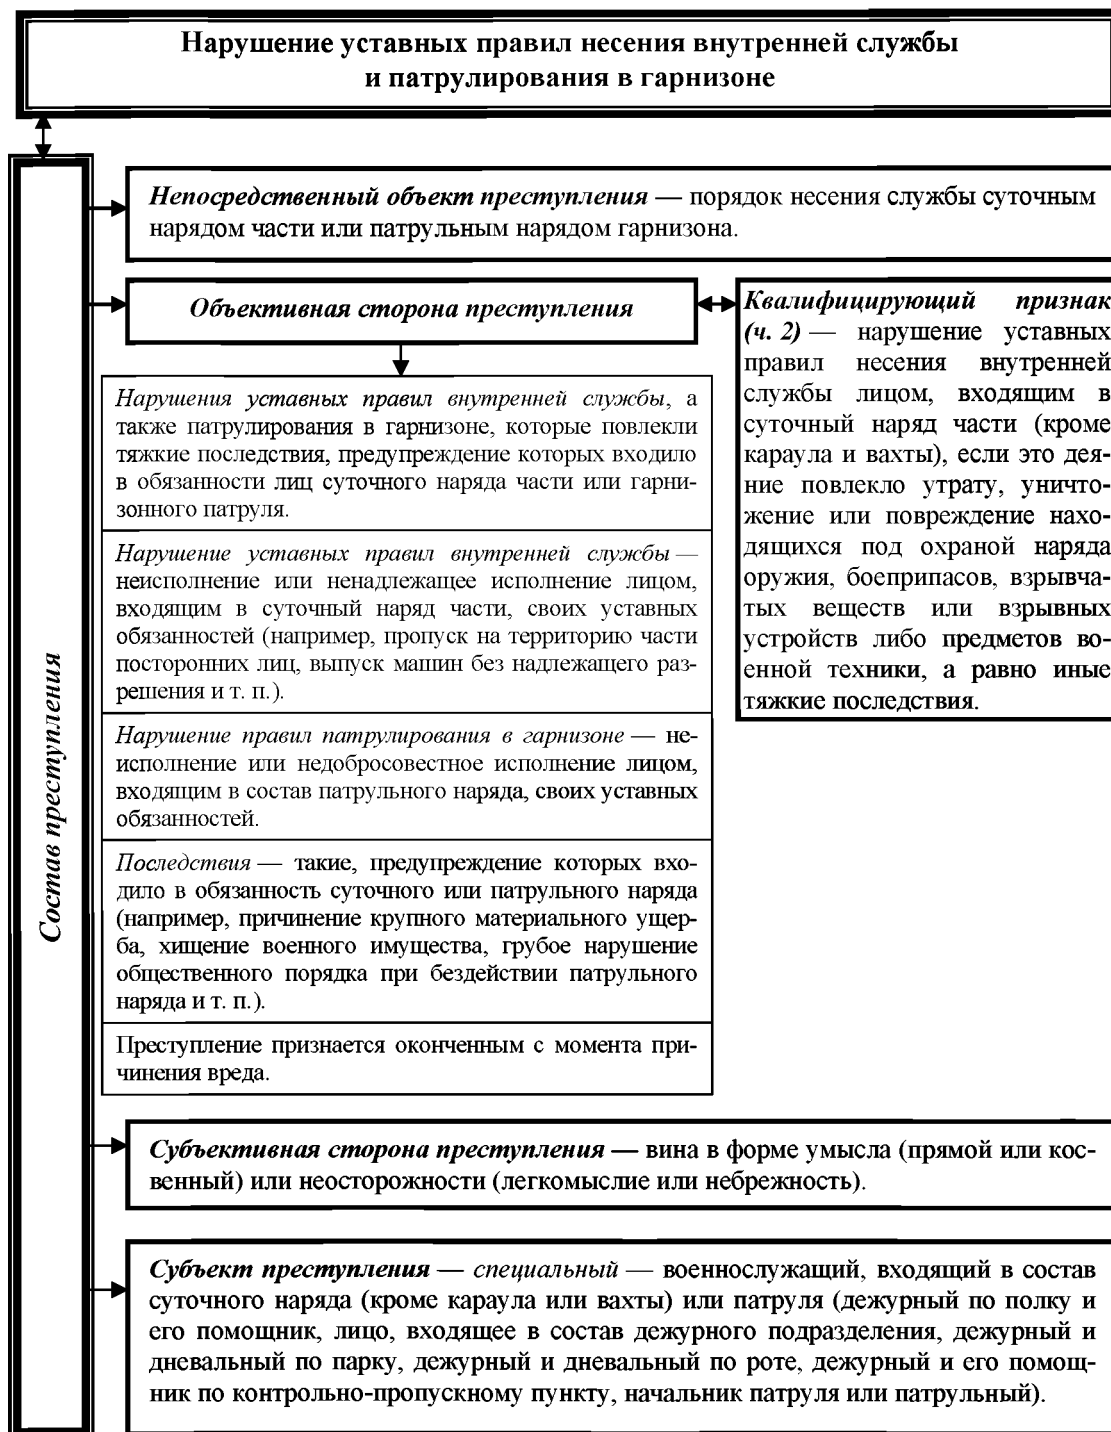 Нарушение уставных правил несения внутренней службы
и патрулирования в гарнизоне
Состав преступления
Непосредственный объект преступления — порядок несения службы суточным
нарядом части или патрульным нарядом гарнизона.
Объективная сторона преступления
Нарушения уставных правил внутренней службы, а
также патрулирования в гарнизоне, которые повлекли
тяжкие последствия, предупреждение которых входило
в обязанности лиц суточного наряда части или гарни-
зонного патруля.
Нарушение уставных правил внутренней службы —
неисполнение или ненадлежащее исполнение лицом,
входящим в суточный наряд части, своих уставных
обязанностей (например, пропуск на территорию части
посторонних лиц, выпуск машин без надлежащего раз-
решения и т. п.).
Нарушение правил патрулирования в гарнизоне — не-
исполнение или недобросовестное исполнение лицом,
входящим в состав патрульного наряда, своих уставных
обязанностей.
Последствия — такие, предупреждение которых вхо-
дило в обязанность суточного или патрульного наряда
(например, причинение крупного материального ущер-
ба, хищение военного имущества, грубое нарушение
общественного порядка при бездействии патрульного
наряда и т. п.).
Преступление признается оконченным с момента при-
чинения вреда.
Квалифицирующий признак
(ч. 2) — нарушение уставных
правил несения внутренней
службы лицом, входящим в
суточный наряд части (кроме
караула и вахты), если это дея-
ние повлекло утрату, уничто-
жение или повреждение нахо-
дящихся под охраной наряда
оружия, боеприпасов, взрывча-
тых веществ или взрывных
устройств либо предметов во-
енной техники, а равно иные
тяжкие последствия.
Субъективная сторона преступления — вина в форме умысла (прямой или кос-
венный) или неосторожности (легкомыслие или небрежность).
Субъект преступления — специальный — военнослужащий, входящий в состав
суточного наряда (кроме караула или вахты) или патруля (дежурный по полку и
его помощник, лицо, входящее в состав дежурного подразделения, дежурный и
дневальный по парку, дежурный и дневальный по роте, дежурный и его помощ-
ник по контрольно-пропускному пункту, начальник патруля или патрульный).